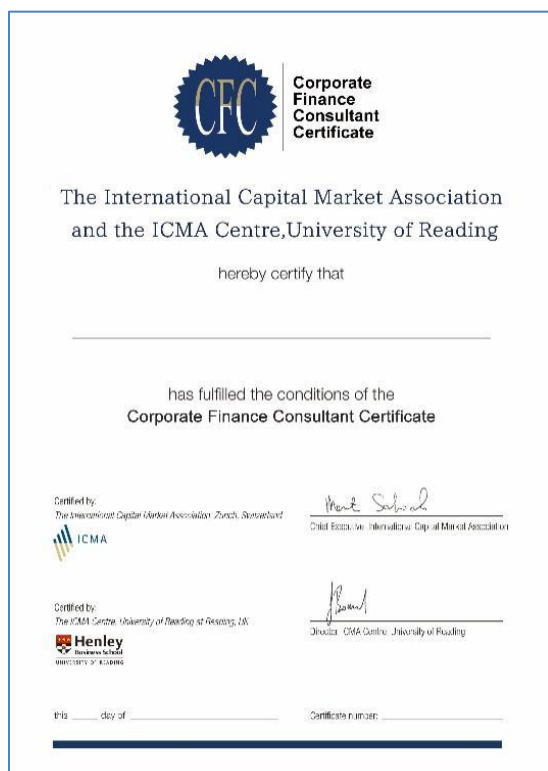 CFC
Corporate
Finance
Consultant
Certificate
The International Capital Market Association
and the ICMA Centre,University of Reading
hereby certify that
has fulfilled the conditions of the
Corporate Finance Consultant Certificate
Certified by:
The International Capital Market Association, Zurich, Switzerland
ICMA
Chief Executive, International Capital Market Association
Certified by:
The ICMA Centre, University of Reading at Reading, UK
Henley
Business School
UNIVERSITY OF READING
Director, ICMA Centre, University of Reading
this ____ day of ____
Certificate number: ____